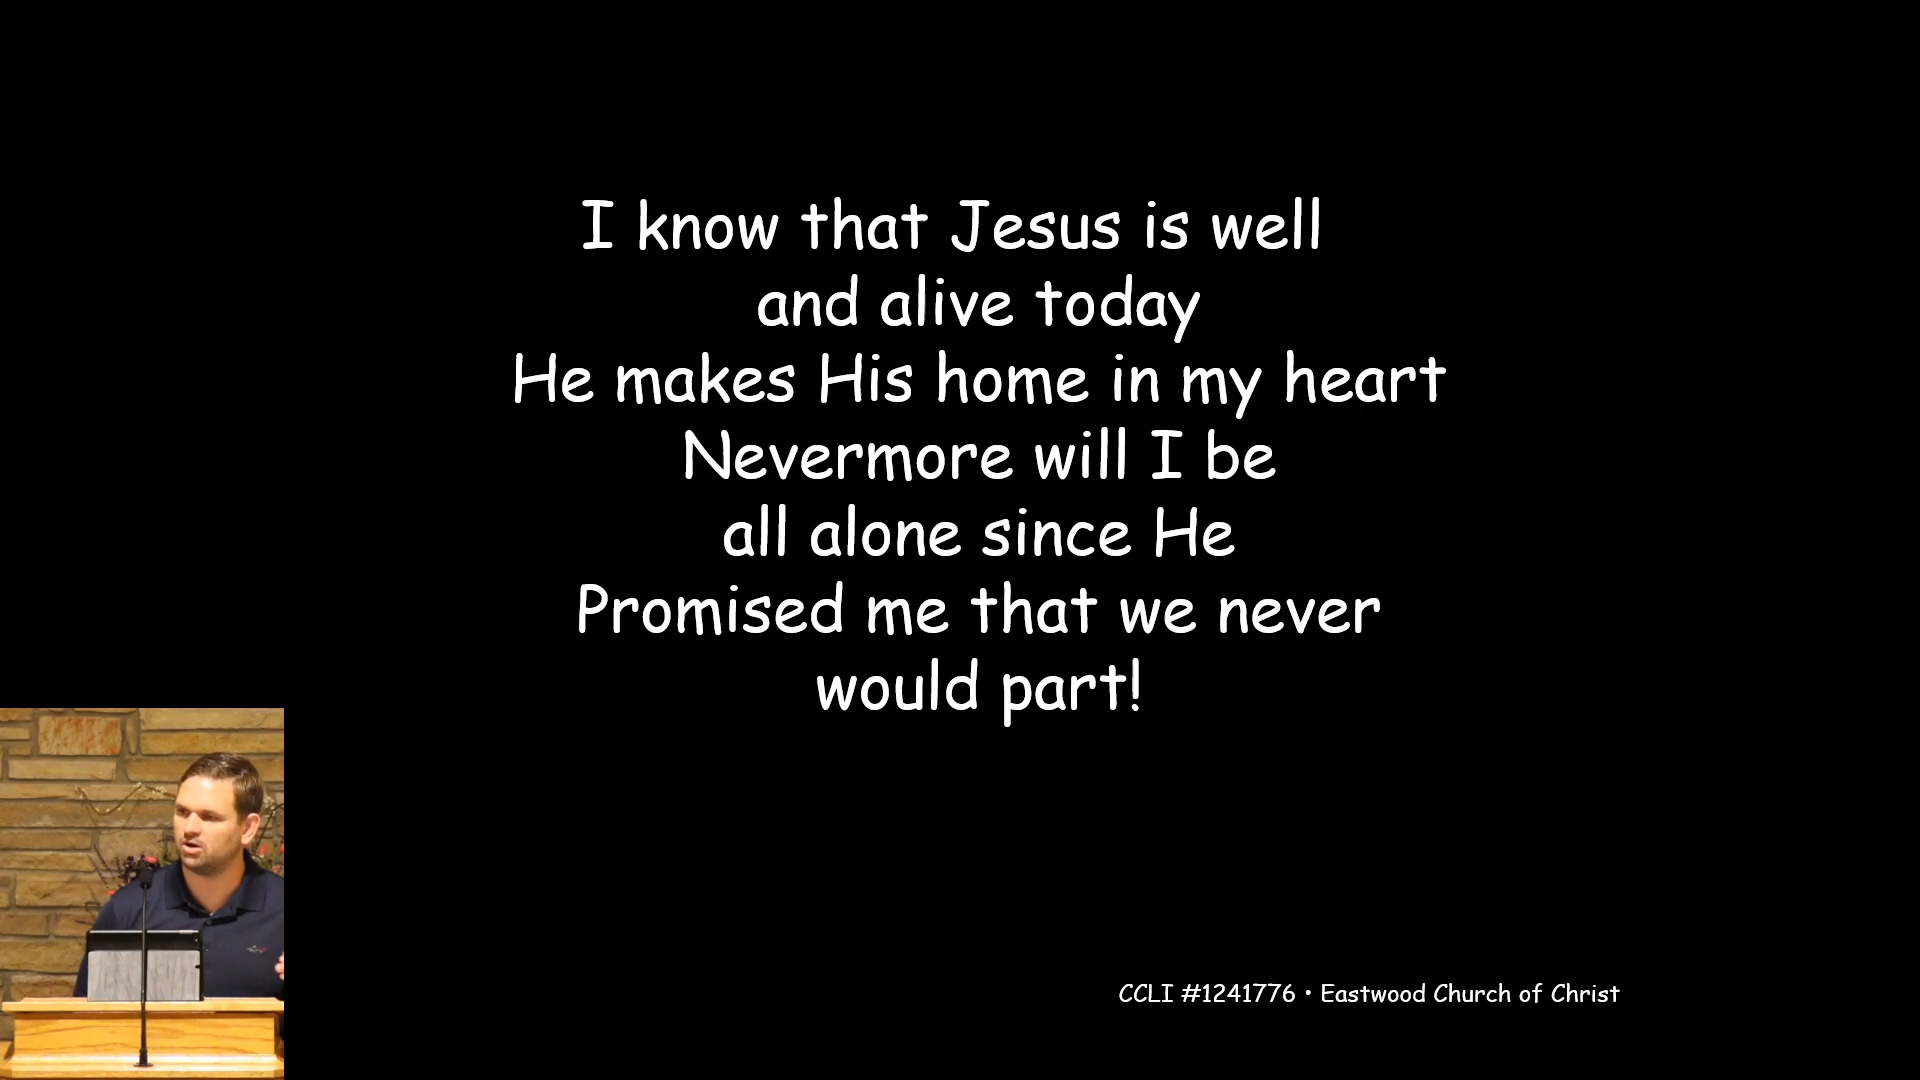 I know that Jesus is well
and alive today
He makes His home in my heart
Nevermore will I be
all alone since He
Promised me that we never
would part!
CCLI #1241776 • Eastwood Church of Christ